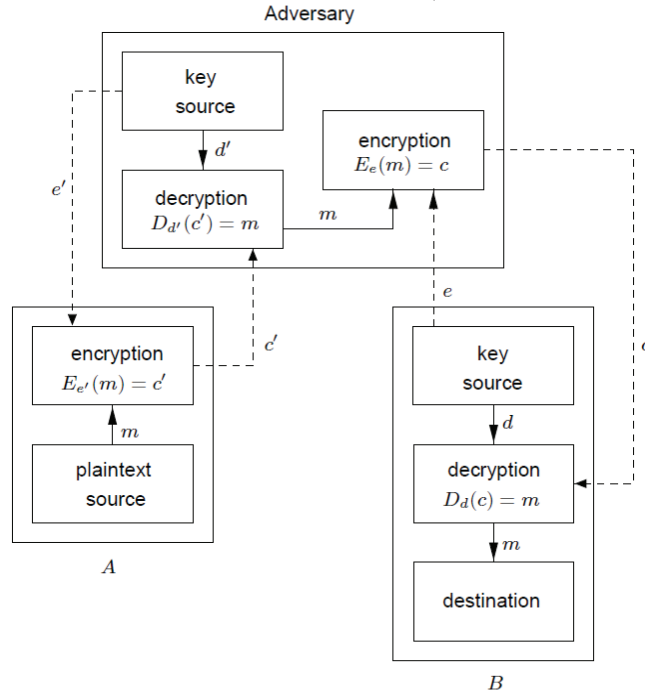 Adversary
key
source
d′
encryption
E_e(m) = c
e′
decryption
D_{d′}(c′) = m
m
e
c′
encryption
E_{e′}(m) = c′
m
plaintext
source
A
key
source
d
decryption
D_d(c) = m
m
destination
B